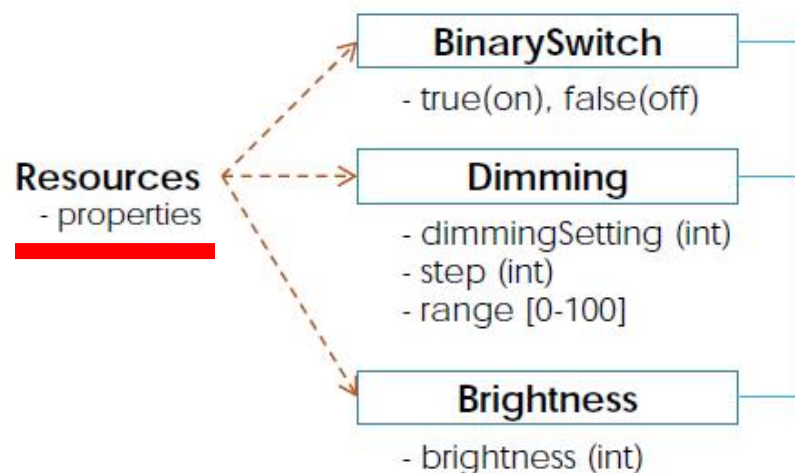 BinarySwitch
- true(on), false(off)
Resources
- properties
Dimming
- dimmingSetting (int)
- step (int)
- range [0-100]
Brightness
- brightness (int)